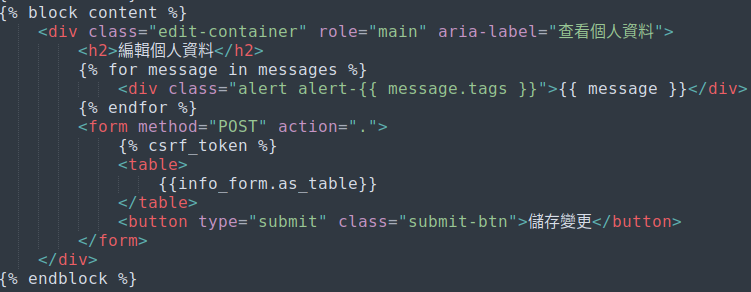 {% block content %}
<div class="edit-container" role="main" aria-label="查看個人資料">
<h2>編輯個人資料</h2>
{% for message in messages %}
<div class="alert alert-{{ message.tags }}">{{ message }}</div>
{% endfor %}
<form method="POST" action=".">
{% csrf_token %}
<table>
{{info_form.as_table}}
</table>
<button type="submit" class="submit-btn">儲存變更</button>
</form>
</div>
{% endblock %}